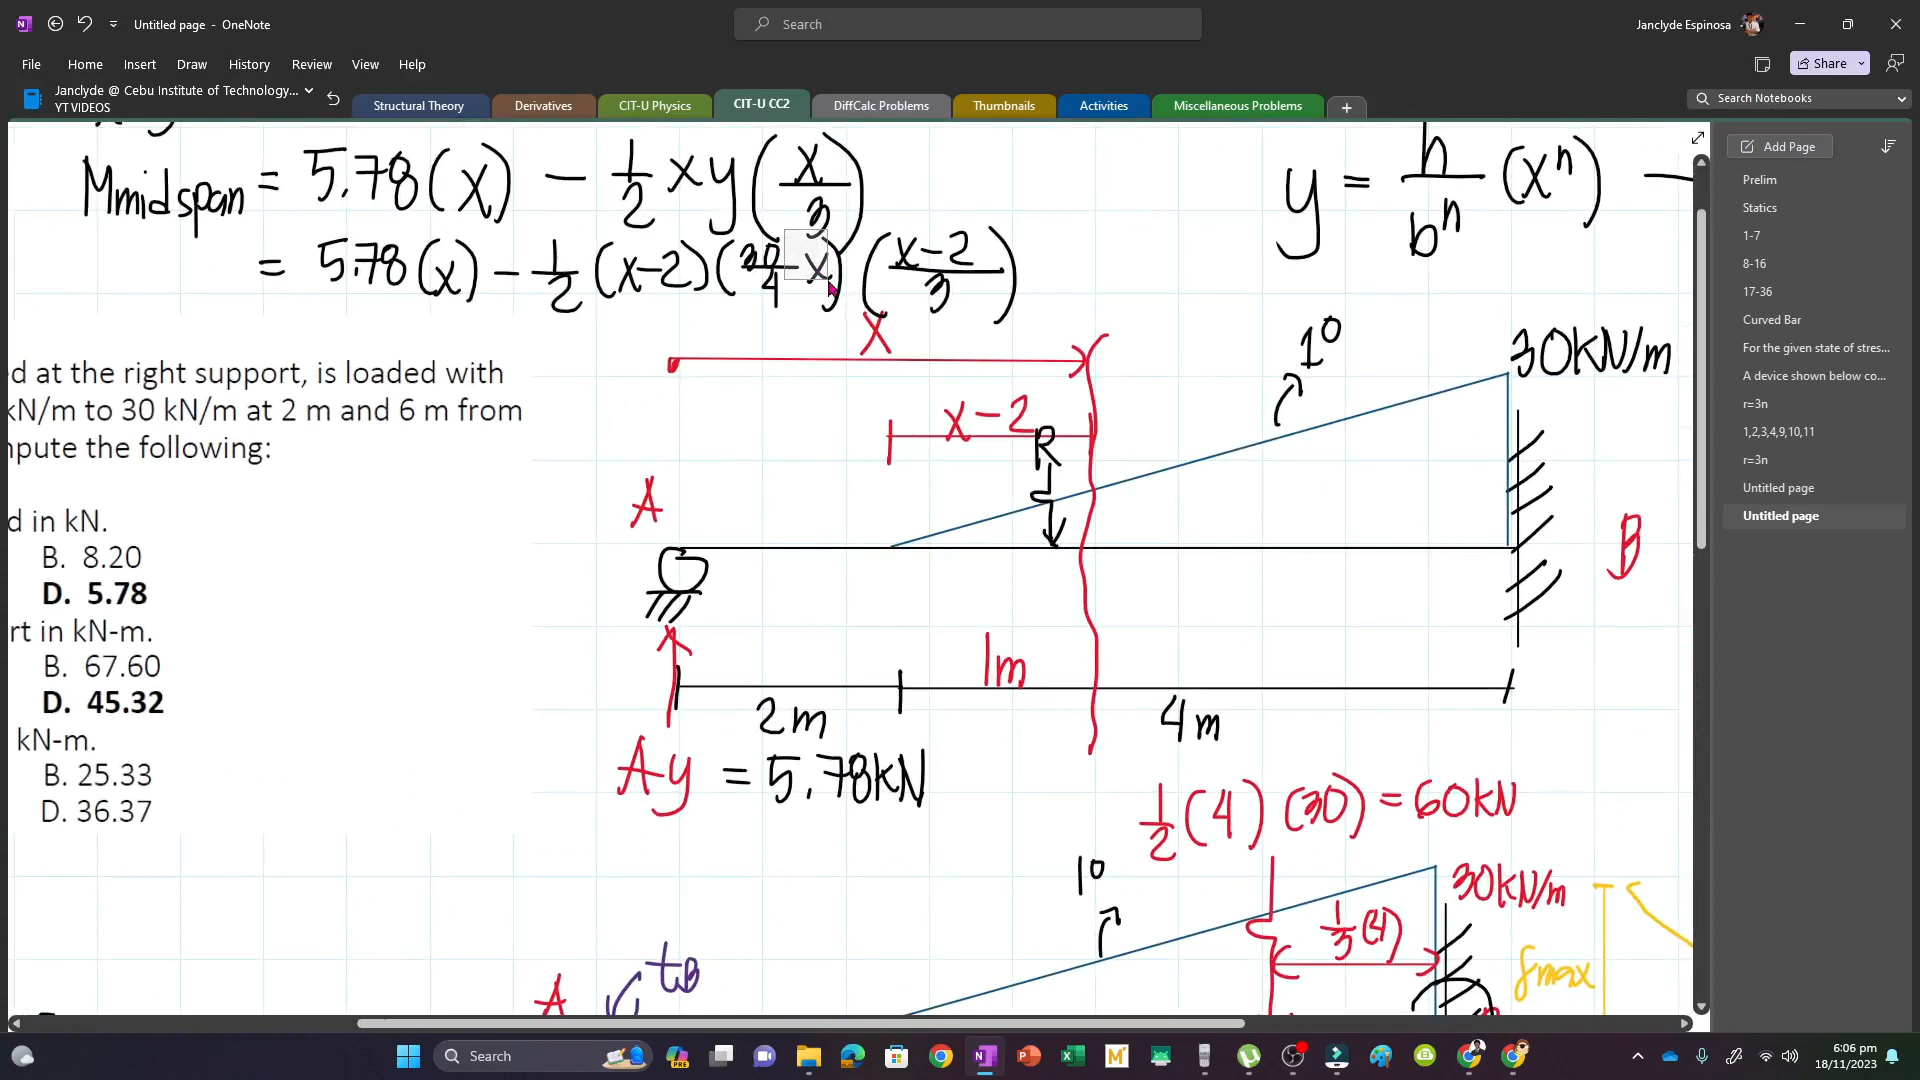 Untitled page - OneNote
Search
Janclyde Espinosa
File Home Insert Draw History Review View Help
Share
Janclyde @ Cebu Institute of Technology...
YT VIDEOS
Structural Theory
Derivatives
CIT-U Physics
CIT-U CC2
DiffCalc Problems
Thumbnails
Activities
Miscellaneous Problems
+
Search Notebooks
Add Page
Prelim
Statics
1-7
8-16
17-36
Curved Bar
For the given state of stres...
A device shown below co...
r=3n
1,2,3,4,9,10,11
r=3n
Untitled page
Untitled page
Mmidspan = 5.78(x) - 1/2 xy(x/3)
= 5.78(x) - 1/2 (x-2)(30/4 x)(x-2/3)
y = h/b^n (x^n) -
ed at the right support, is loaded with
kN/m to 30 kN/m at 2 m and 6 m from
mpute the following:
d in kN.
B. 8.20
D. 5.78
rt in kN-m.
B. 67.60
D. 45.32
kN-m.
B. 25.33
D. 36.37
x
x-2
R
1°
30KN/m
A
B
1m
2m
4m
Ay = 5.78KN
1/2 (4) (30) = 60KN
1°
30KN/m
1/3 (4)
A
tB
δmax
Search
6:06 pm
18/11/2023